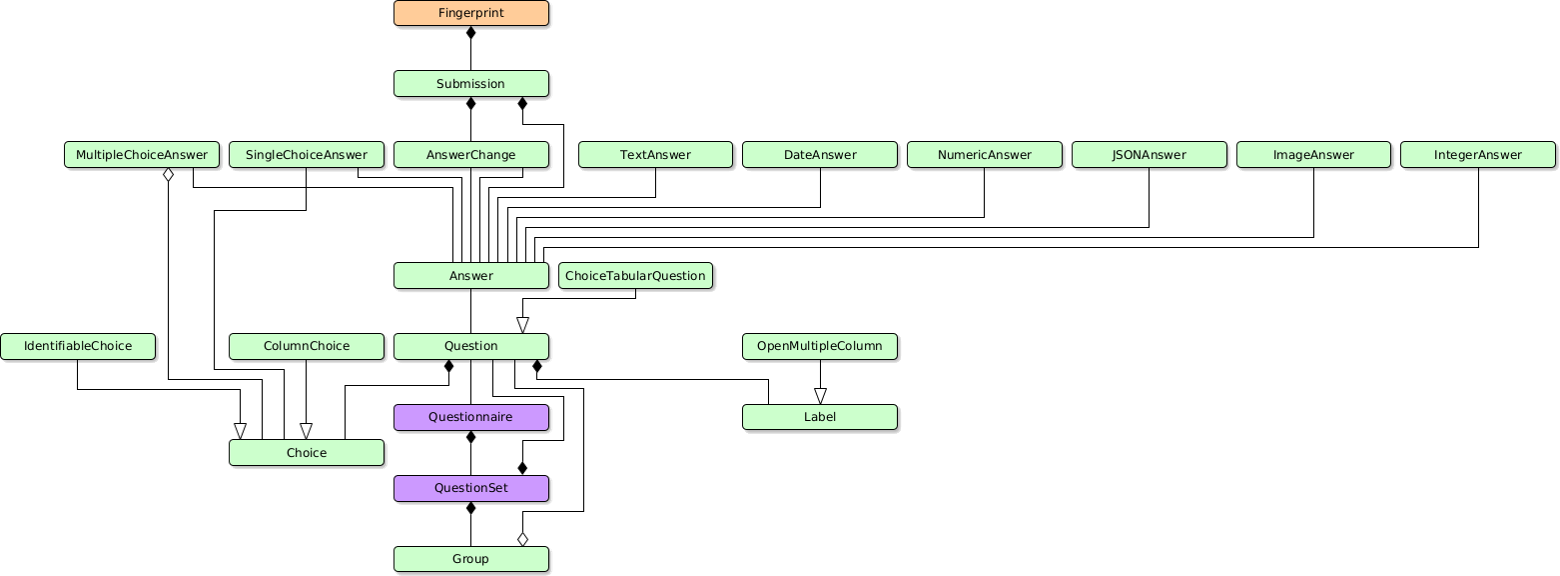 Fingerprint
Submission
MultipleChoiceAnswer
SingleChoiceAnswer
AnswerChange
TextAnswer
DateAnswer
NumericAnswer
JSONAnswer
ImageAnswer
IntegerAnswer
Answer
ChoiceTabularQuestion
IdentifiableChoice
ColumnChoice
Question
OpenMultipleColumn
Questionnaire
Label
Choice
QuestionSet
Group